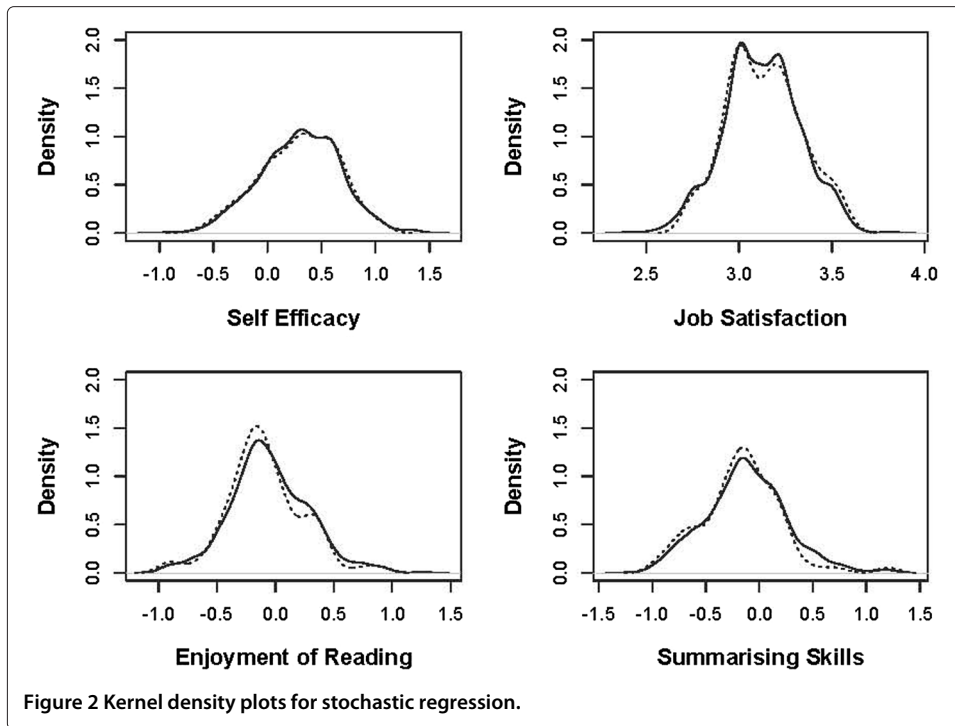 2.0
1.5
1.0
0.5
0.0
Density
-1.0 -0.5 0.0 0.5 1.0 1.5
Self Efficacy
2.0
1.5
1.0
0.5
0.0
Density
2.5 3.0 3.5 4.0
Job Satisfaction
2.0
1.5
1.0
0.5
0.0
Density
-1.0 -0.5 0.0 0.5 1.0 1.5
Enjoyment of Reading
2.0
1.5
1.0
0.5
0.0
Density
-1.5 -1.0 -0.5 0.0 0.5 1.0 1.5
Summarising Skills
Figure 2 Kernel density plots for stochastic regression.